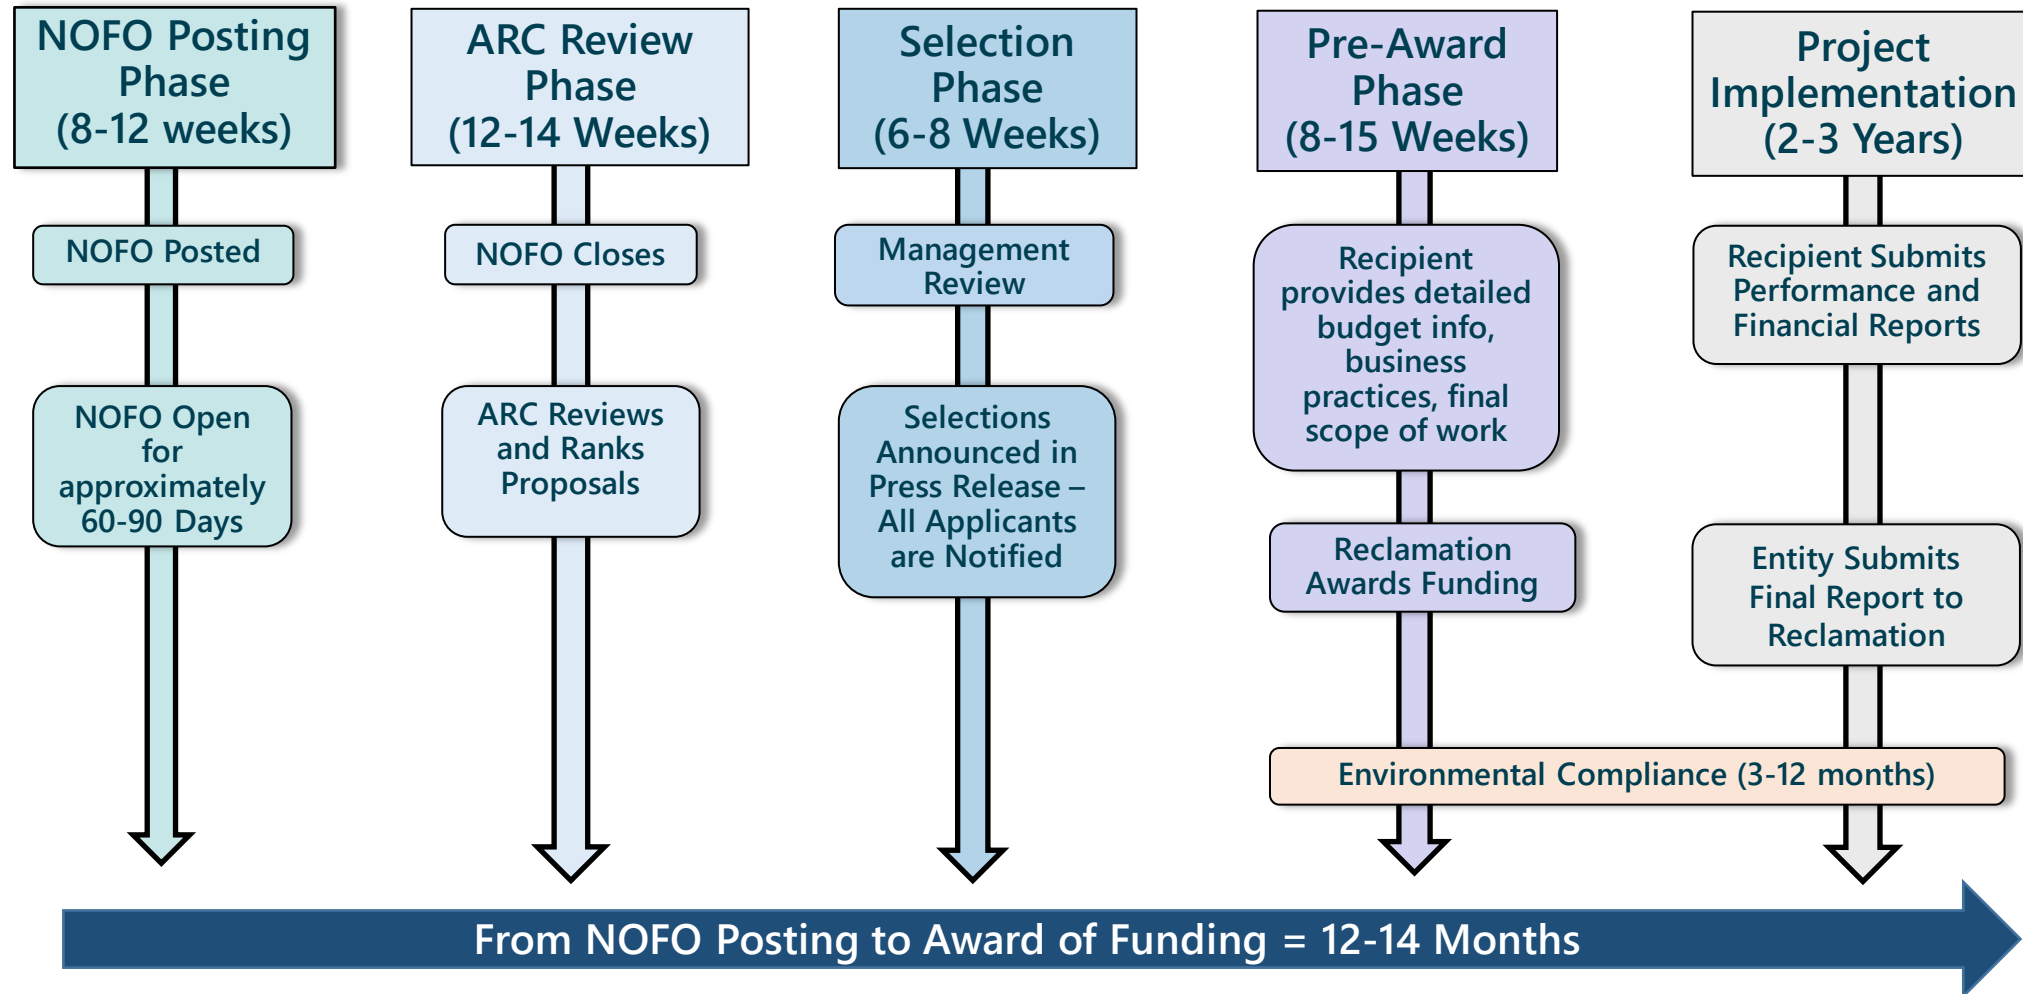 NOFO Posting
Phase
(8-12 weeks)
NOFO Posted
NOFO Open
for
approximately
60-90 Days
ARC Review
Phase
(12-14 Weeks)
NOFO Closes
ARC Reviews
and Ranks
Proposals
Selection
Phase
(6-8 Weeks)
Management
Review
Selections
Announced in
Press Release –
All Applicants
are Notified
Pre-Award
Phase
(8-15 Weeks)
Recipient
provides detailed
budget info,
business
practices, final
scope of work
Reclamation
Awards Funding
Project
Implementation
(2-3 Years)
Recipient Submits
Performance and
Financial Reports
Entity Submits
Final Report to
Reclamation
Environmental Compliance (3-12 months)
From NOFO Posting to Award of Funding = 12-14 Months